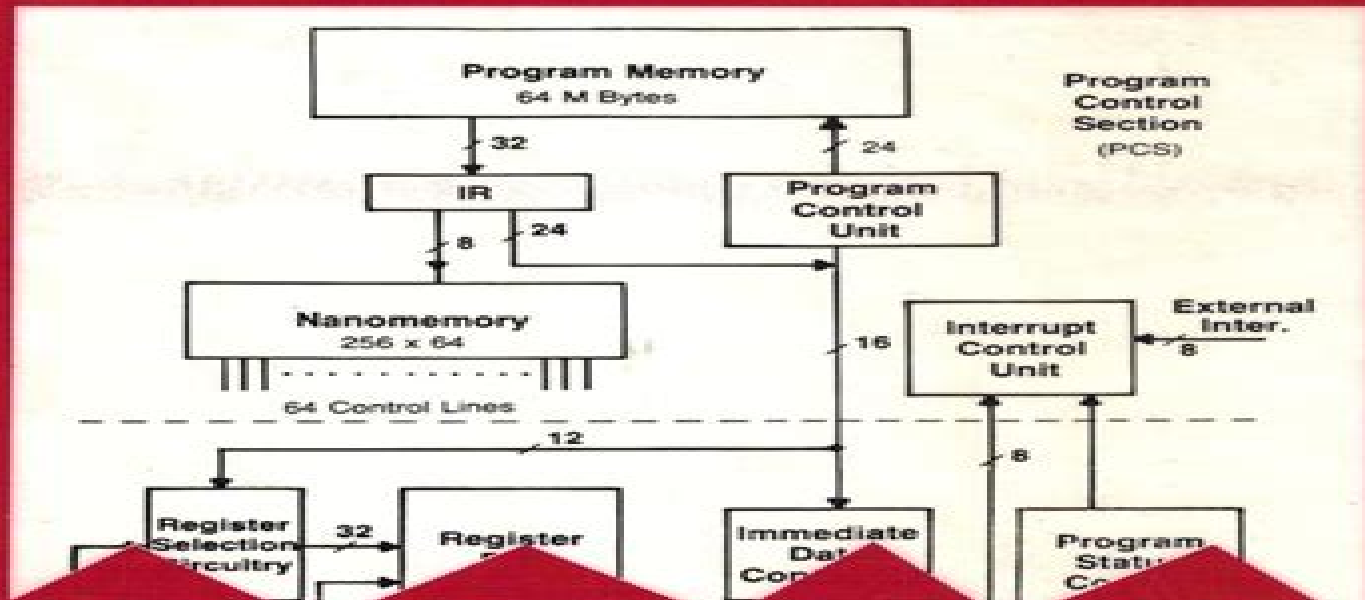 Program Memory
64 M Bytes
Program
Control
Section
(PCS)
32
24
IR
Program
Control
Unit
8
24
Nanomemory
256 x 64
Interrupt
Control
Unit
External
Inter.
8
16
64 Control Lines
12
8
Register
Selection
32
Register
Immediate
Program